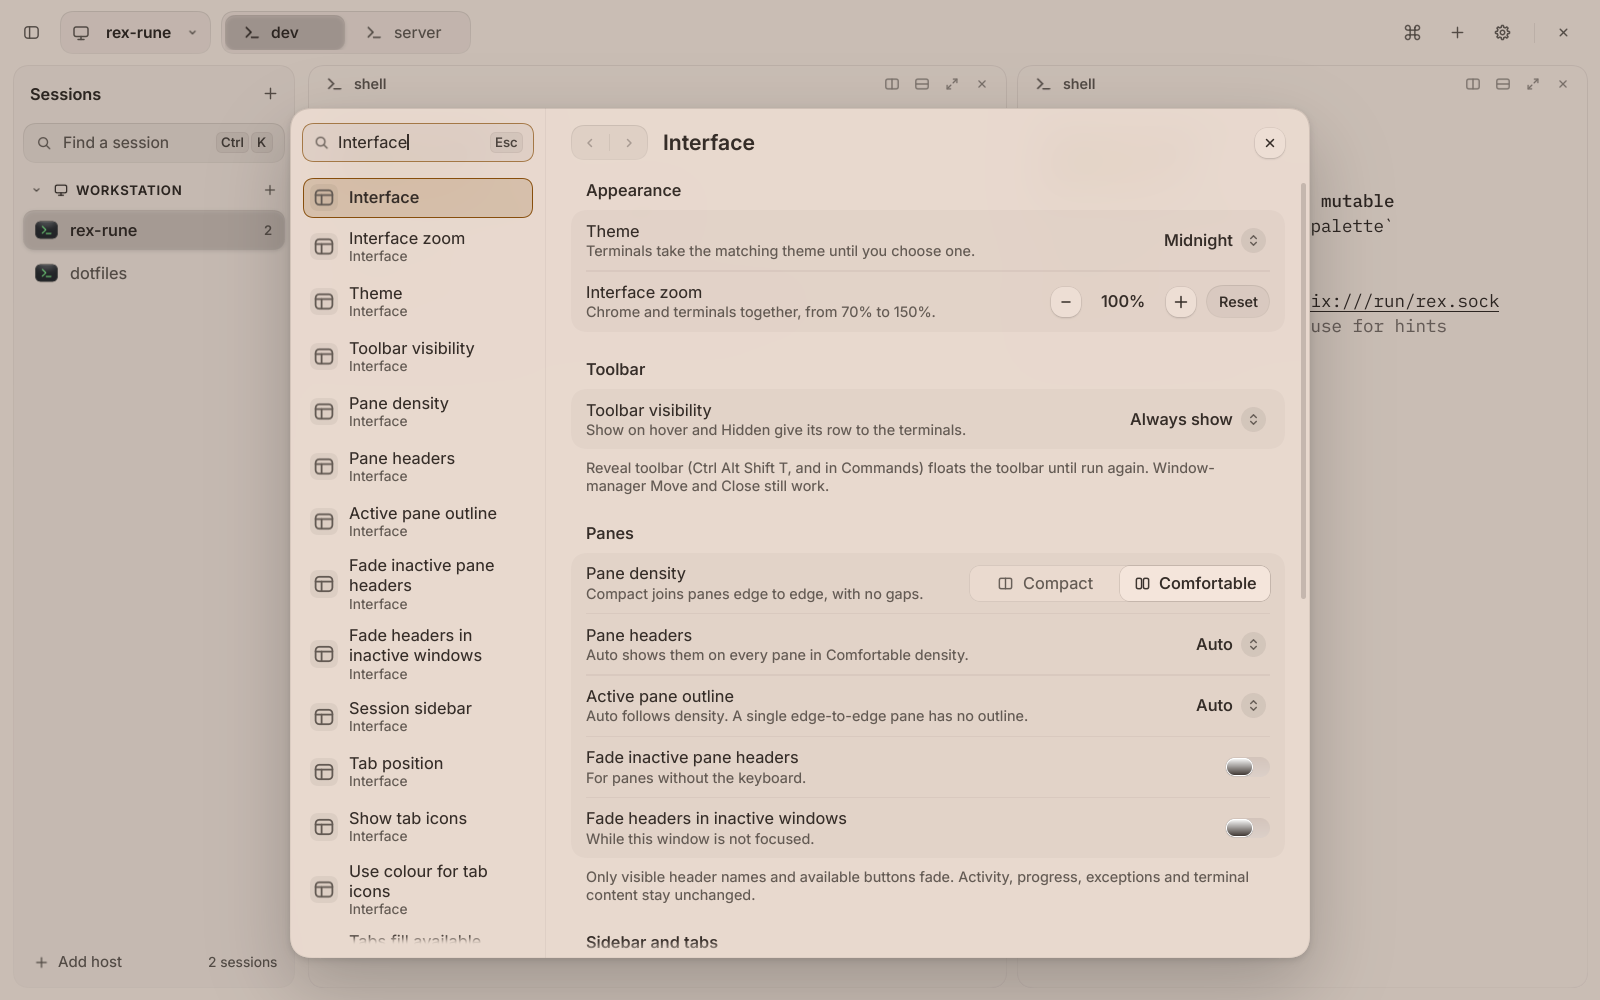 rex-rune
dev
server
Sessions
Find a session
Ctrl K
WORKSTATION
rex-rune 2
dotfiles
Add host
2 sessions
shell
shell
mutable
palette`
ix:///run/rex.sock
use for hints
Interface
Esc
Interface
Interface zoom
Interface
Theme
Interface
Toolbar visibility
Interface
Pane density
Interface
Pane headers
Interface
Active pane outline
Interface
Fade inactive pane
headers
Interface
Fade headers in
inactive windows
Interface
Session sidebar
Interface
Tab position
Interface
Show tab icons
Interface
Use colour for tab
icons
Interface
Tabs fill available
Interface
Appearance
Theme
Terminals take the matching theme until you choose one.
Midnight
Interface zoom
Chrome and terminals together, from 70% to 150%.
100%
Reset
Toolbar
Toolbar visibility
Show on hover and Hidden give its row to the terminals.
Always show
Reveal toolbar (Ctrl Alt Shift T, and in Commands) floats the toolbar until run again. Window-
manager Move and Close still work.
Panes
Pane density
Compact joins panes edge to edge, with no gaps.
Compact
Comfortable
Pane headers
Auto shows them on every pane in Comfortable density.
Auto
Active pane outline
Auto follows density. A single edge-to-edge pane has no outline.
Auto
Fade inactive pane headers
For panes without the keyboard.
Fade headers in inactive windows
While this window is not focused.
Only visible header names and available buttons fade. Activity, progress, exceptions and terminal
content stay unchanged.
Sidebar and tabs